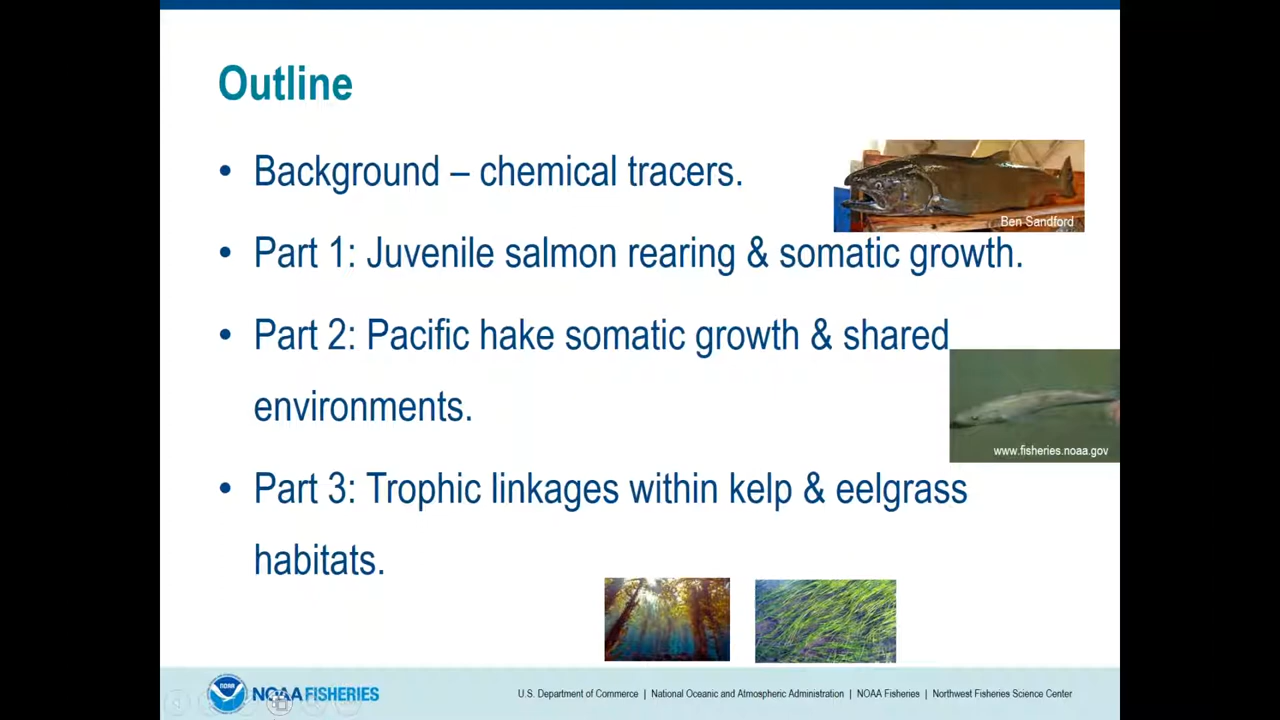 Outline
• Background – chemical tracers.
Ben Sandford
• Part 1: Juvenile salmon rearing & somatic growth.
• Part 2: Pacific hake somatic growth & shared
environments.
www.fisheries.noaa.gov
• Part 3: Trophic linkages within kelp & eelgrass
habitats.
NOAA
NOAA FISHERIES
U.S. Department of Commerce | National Oceanic and Atmospheric Administration | NOAA Fisheries | Northwest Fisheries Science Center